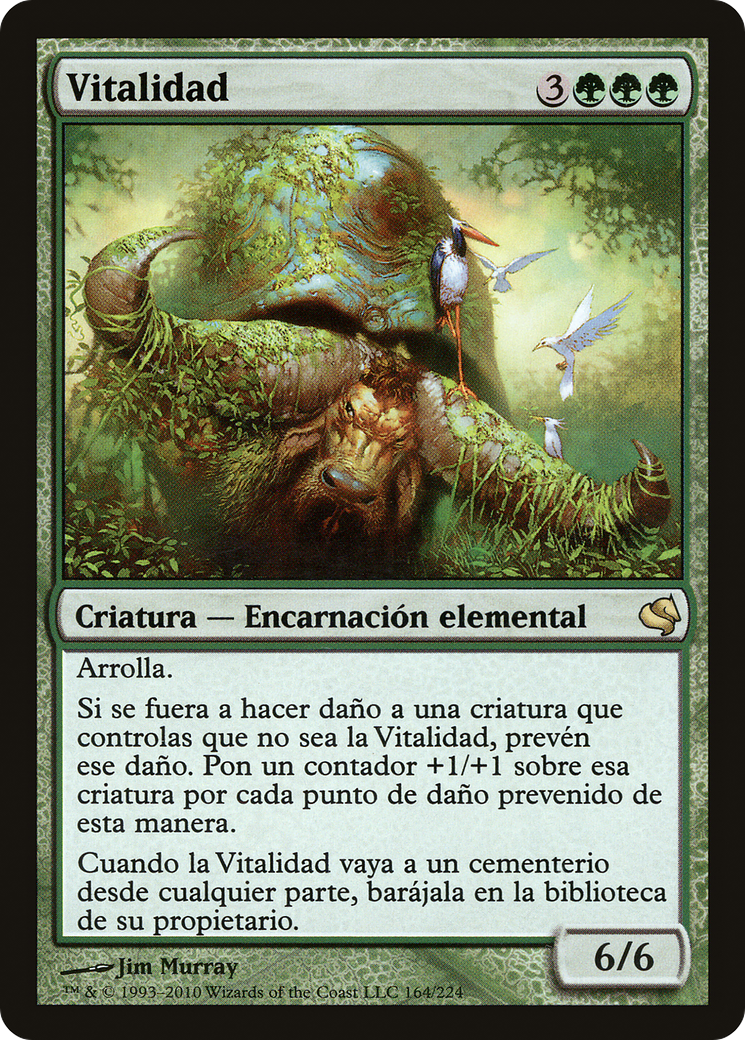 Vitalidad
3
Criatura — Encarnación elemental
Arrolla.
Si se fuera a hacer daño a una criatura que
controlas que no sea la Vitalidad, prevén
ese daño. Pon un contador +1/+1 sobre esa
criatura por cada punto de daño prevenido de
esta manera.
Cuando la Vitalidad vaya a un cementerio
desde cualquier parte, barájala en la biblioteca
de su propietario.
6/6
Jim Murray
™ & © 1993–2010 Wizards of the Coast LLC 164/224